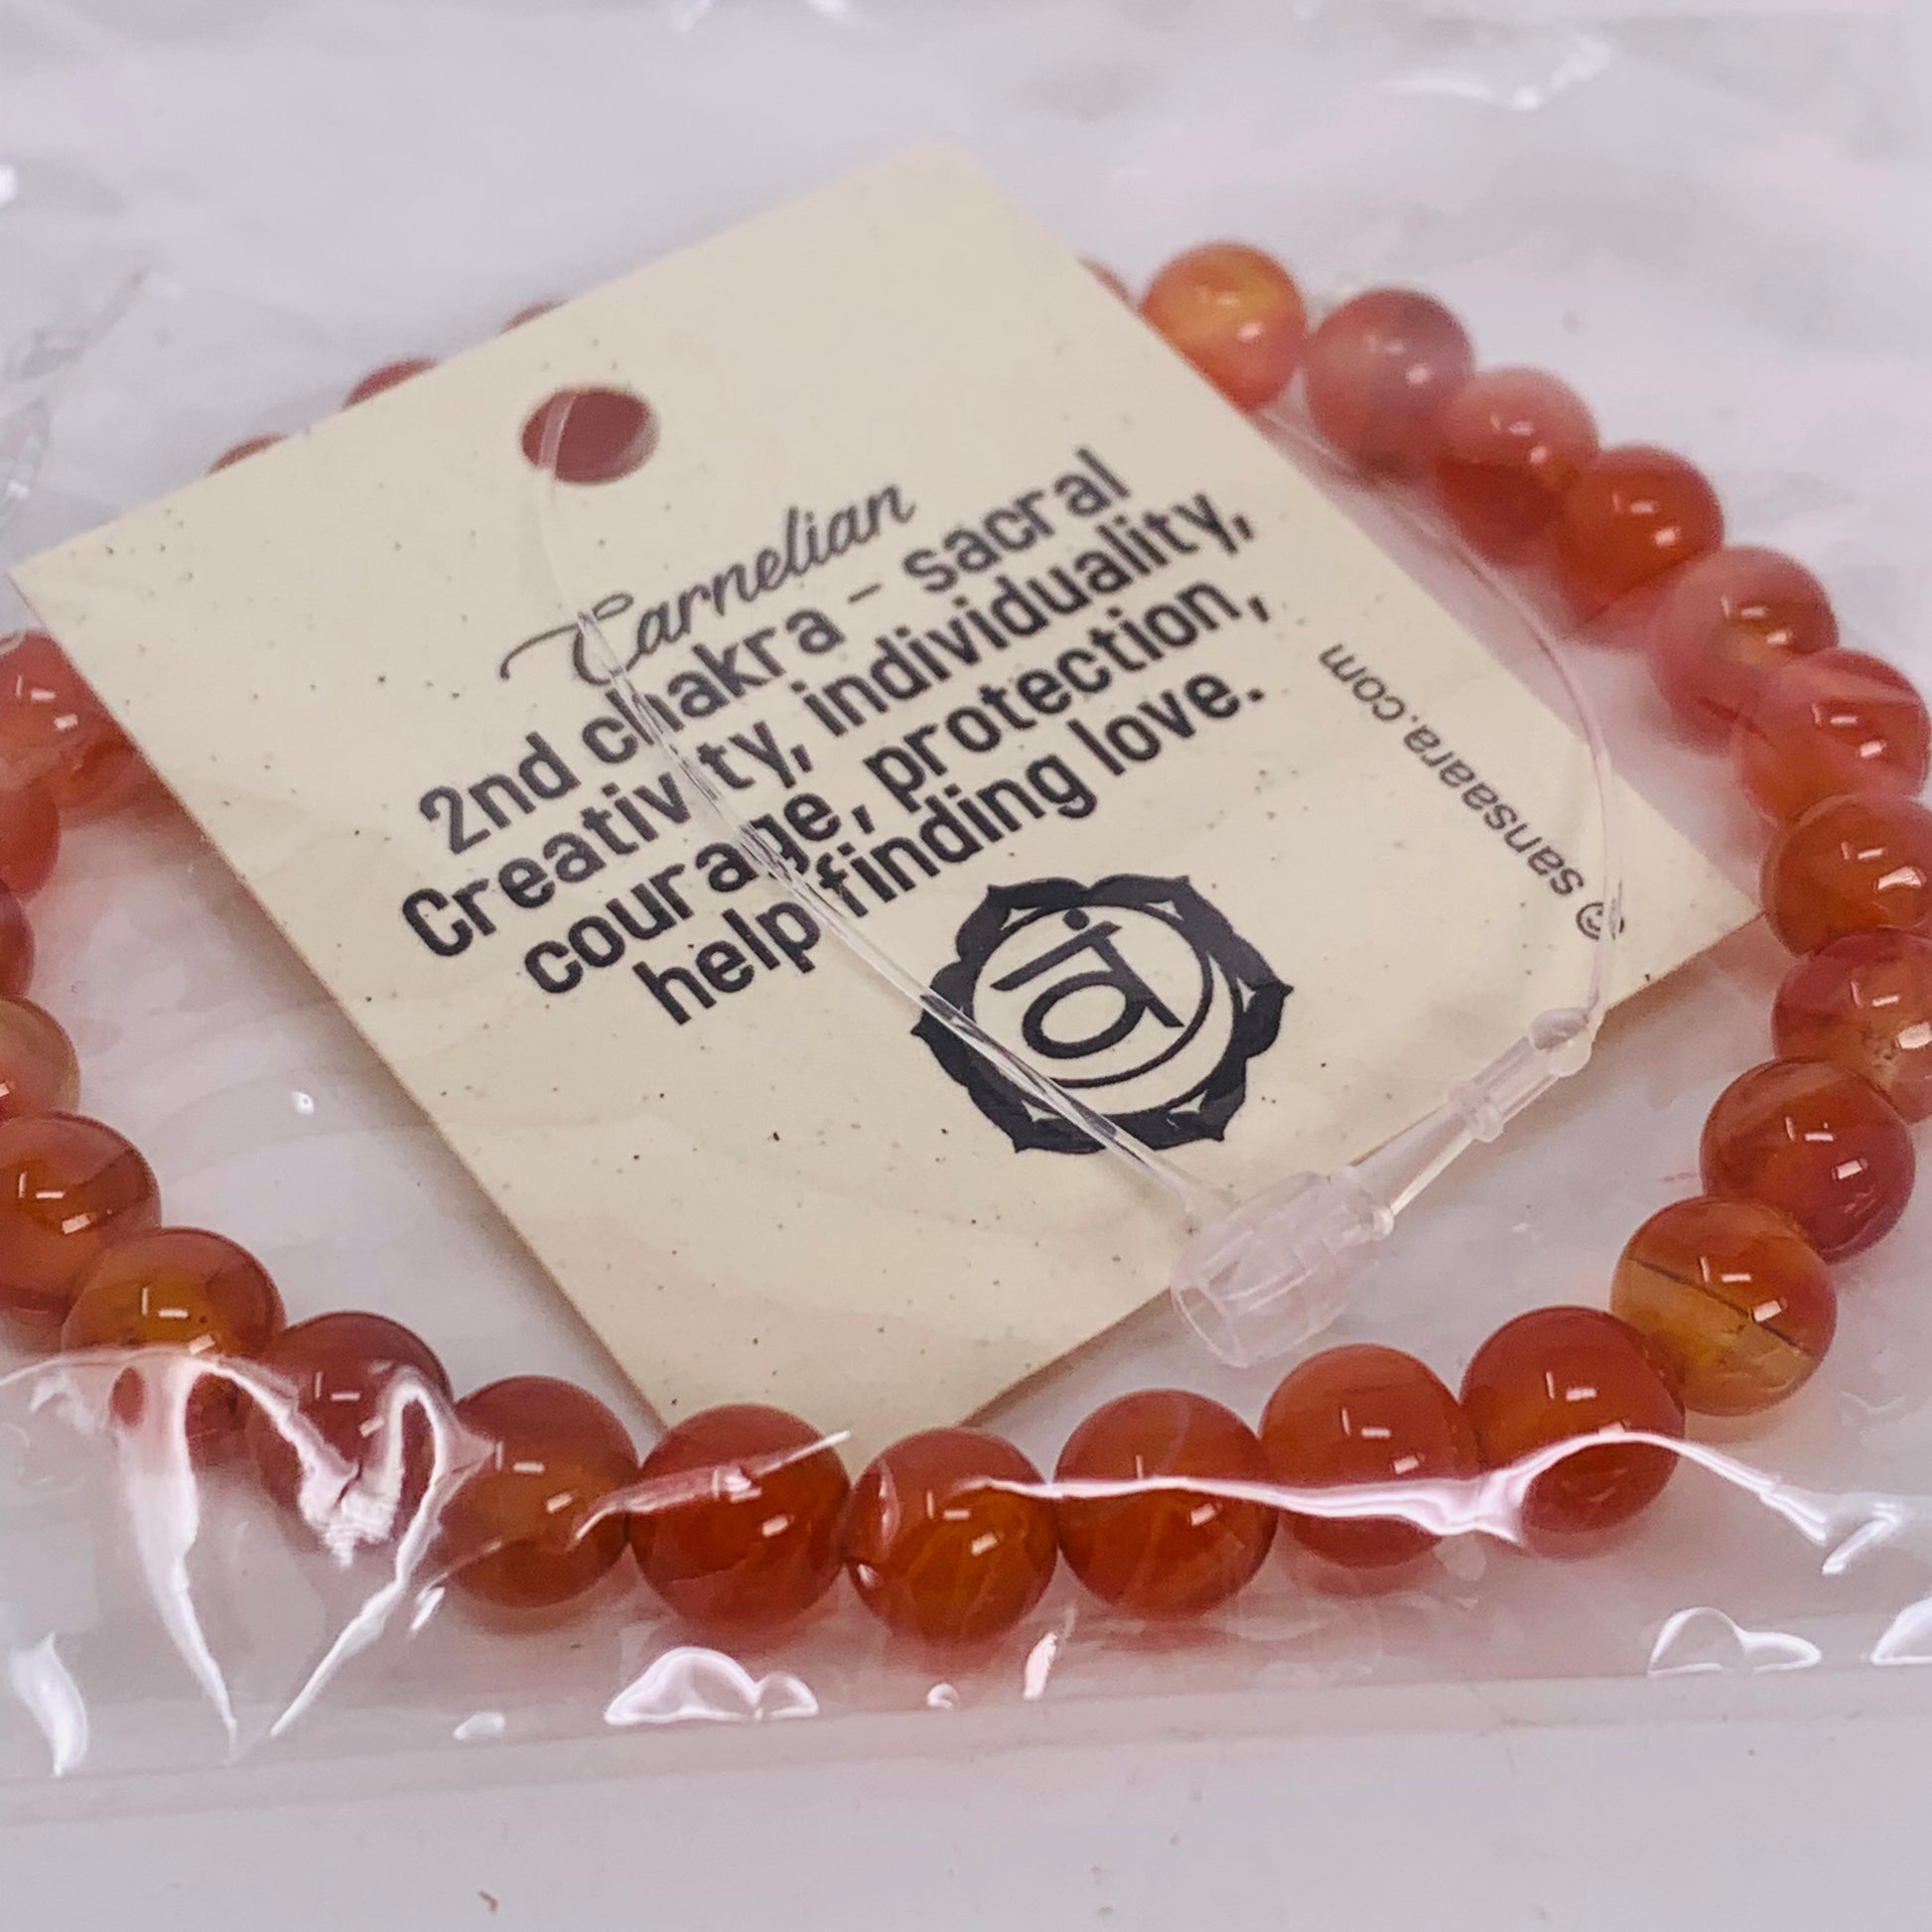 Carnelian
2nd chakra - sacral
Creativity, individuality,
courage, protection,
help finding love.
वं
© sansaara.com